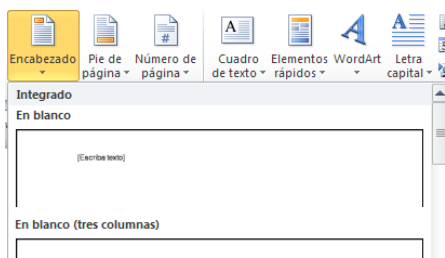 Encabezado
Pie de página
Número de página
Cuadro de texto
Elementos rápidos
WordArt
Letra capital
Integrado
En blanco
[Escriba texto]
En blanco (tres columnas)